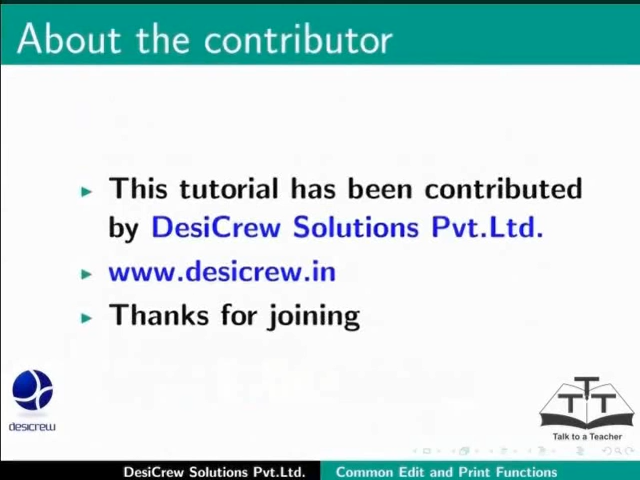 About the contributor
This tutorial has been contributed
by DesiCrew Solutions Pvt.Ltd.
www.desicrew.in
Thanks for joining
desicrew
TTT
Talk to a Teacher
DesiCrew Solutions Pvt.Ltd. Common Edit and Print Functions